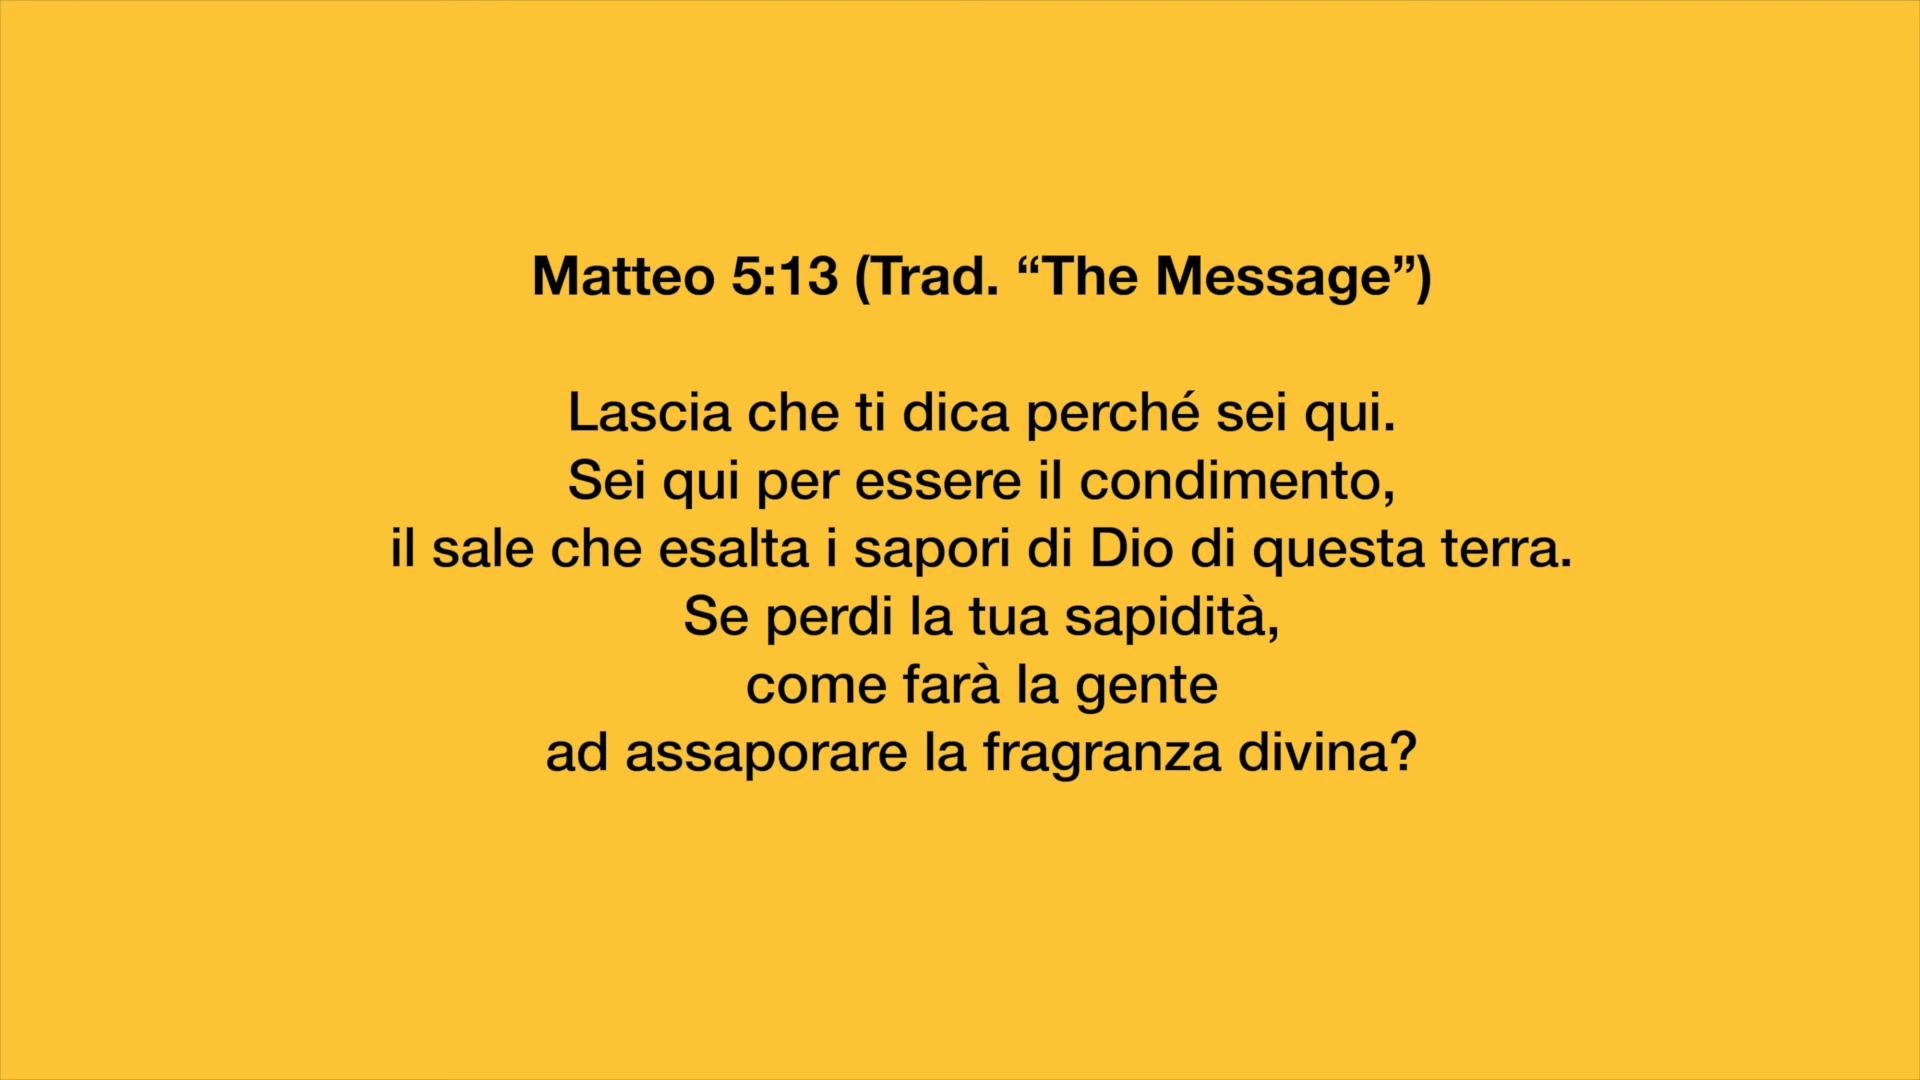 Matteo 5:13 (Trad. “The Message”)
Lascia che ti dica perché sei qui.
Sei qui per essere il condimento,
il sale che esalta i sapori di Dio di questa terra.
Se perdi la tua sapidità,
come farà la gente
ad assaporare la fragranza divina?